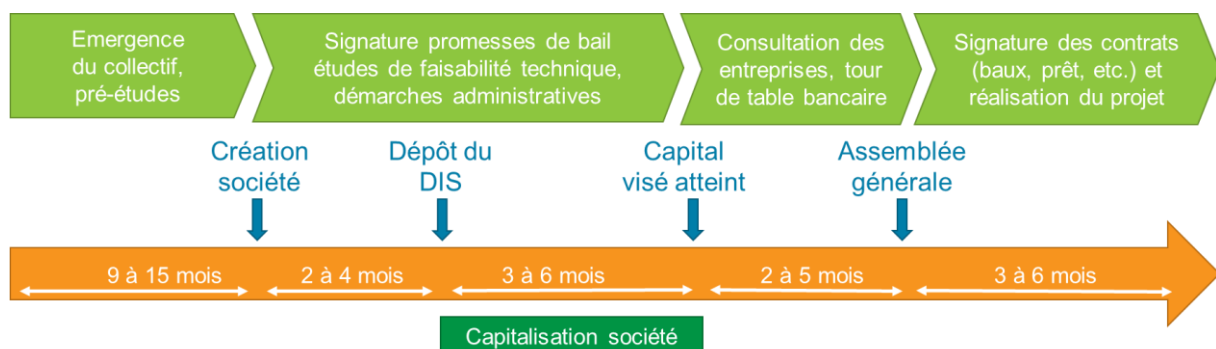 Emergence
du collectif,
pré-études
Signature promesses de bail
études de faisabilité technique,
démarches administratives
Consultation des
entreprises, tour
de table bancaire
Signature des contrats
(baux, prêt, etc.) et
réalisation du projet
Création
société
Dépôt du
DIS
Capital
visé atteint
Assemblée
générale
9 à 15 mois
2 à 4 mois
3 à 6 mois
2 à 5 mois
3 à 6 mois
Capitalisation société